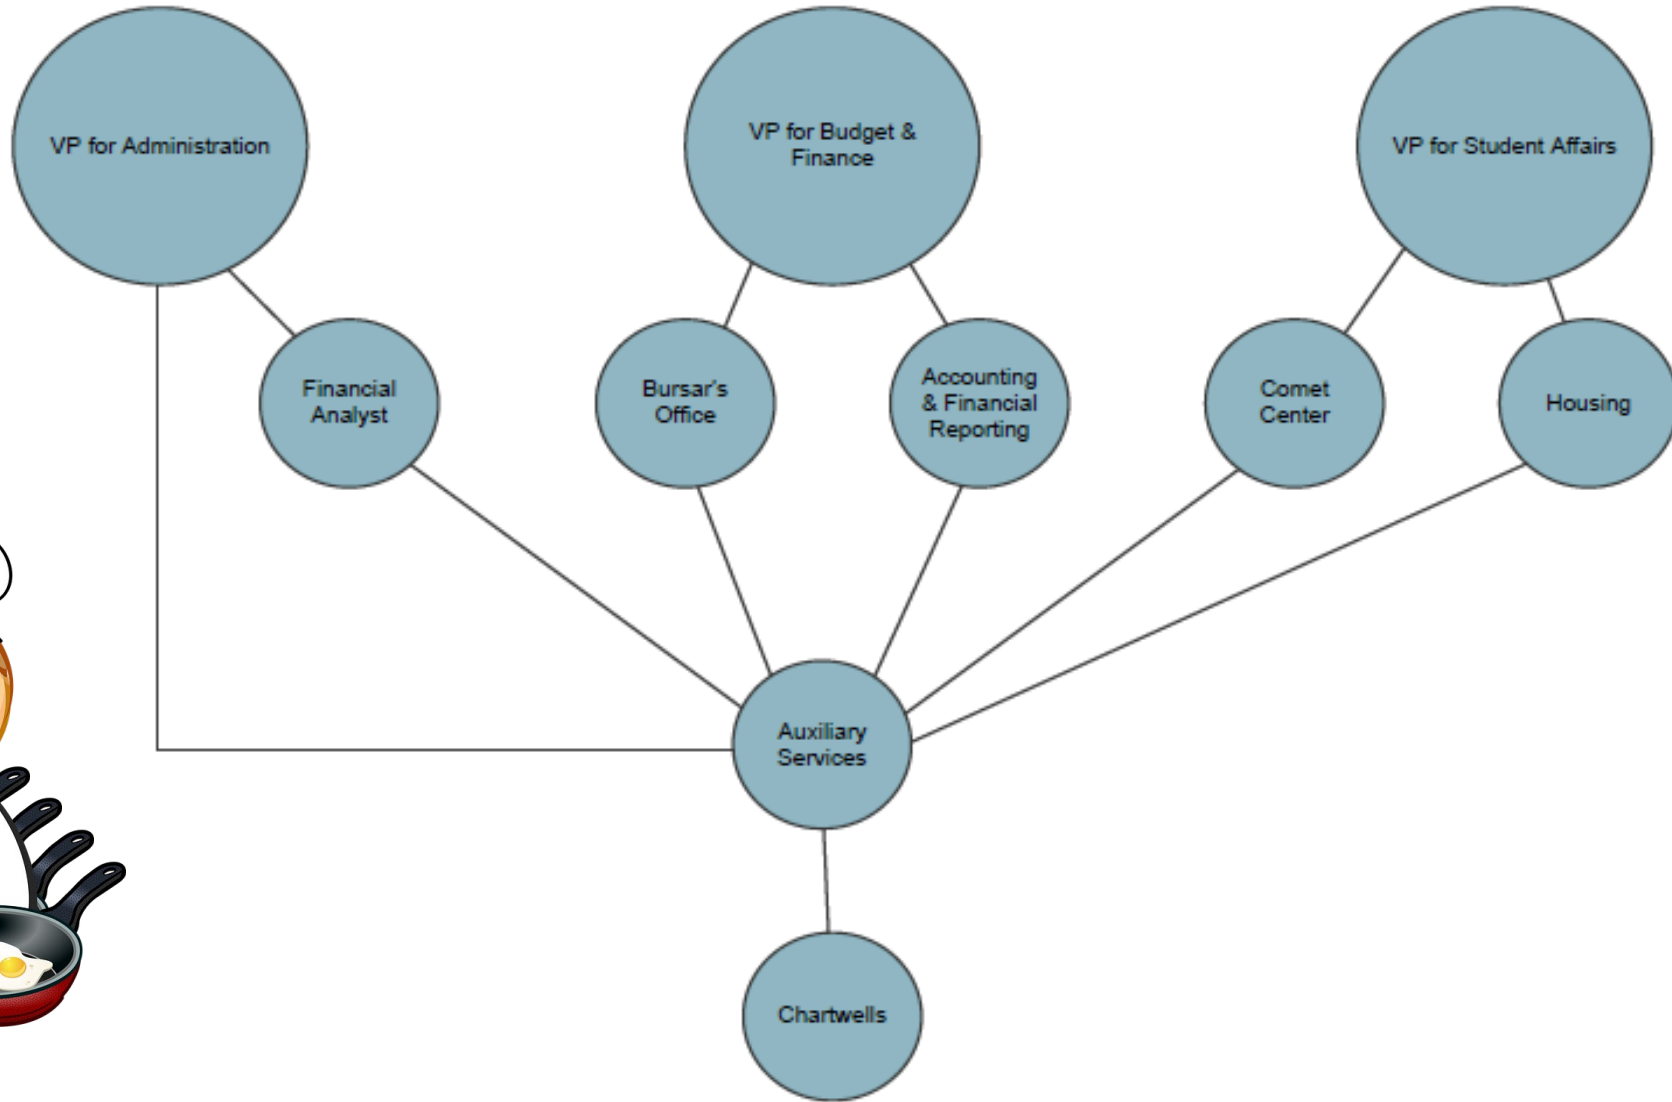 VP for Administration
VP for Budget &
Finance
VP for Student Affairs
Financial
Analyst
Bursar's
Office
Accounting
& Financial
Reporting
Comet
Center
Housing
Auxiliary
Services
Chartwells